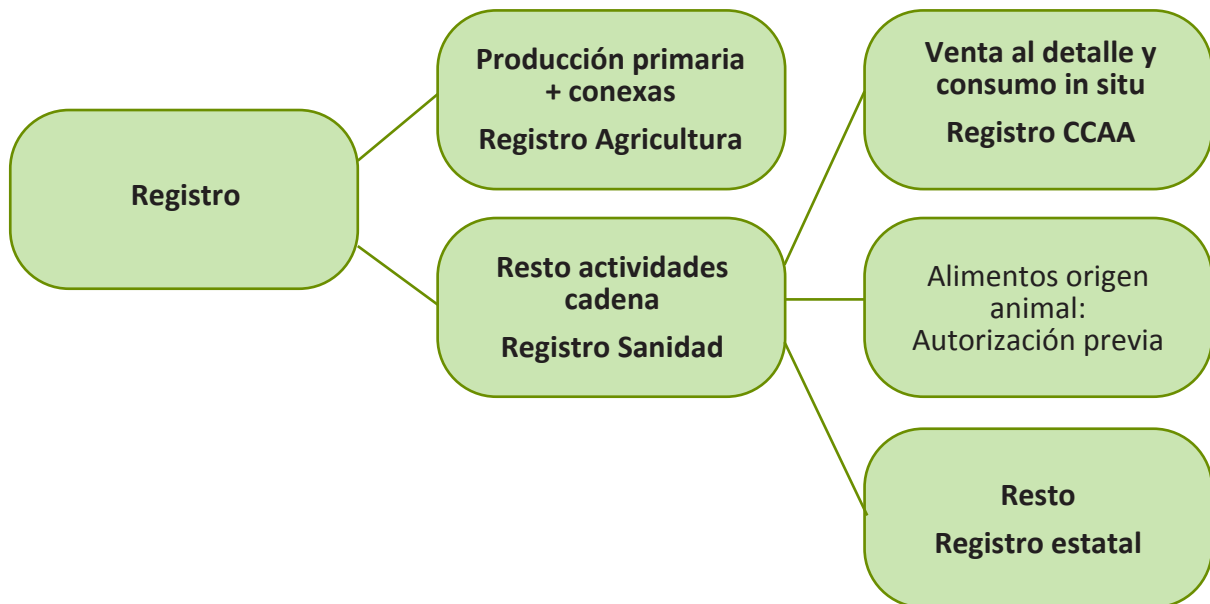 Registro
Producción primaria
+ conexas
Registro Agricultura
Resto actividades
cadena
Registro Sanidad
Venta al detalle y
consumo in situ
Registro CCAA
Alimentos origen
animal:
Autorización previa
Resto
Registro estatal